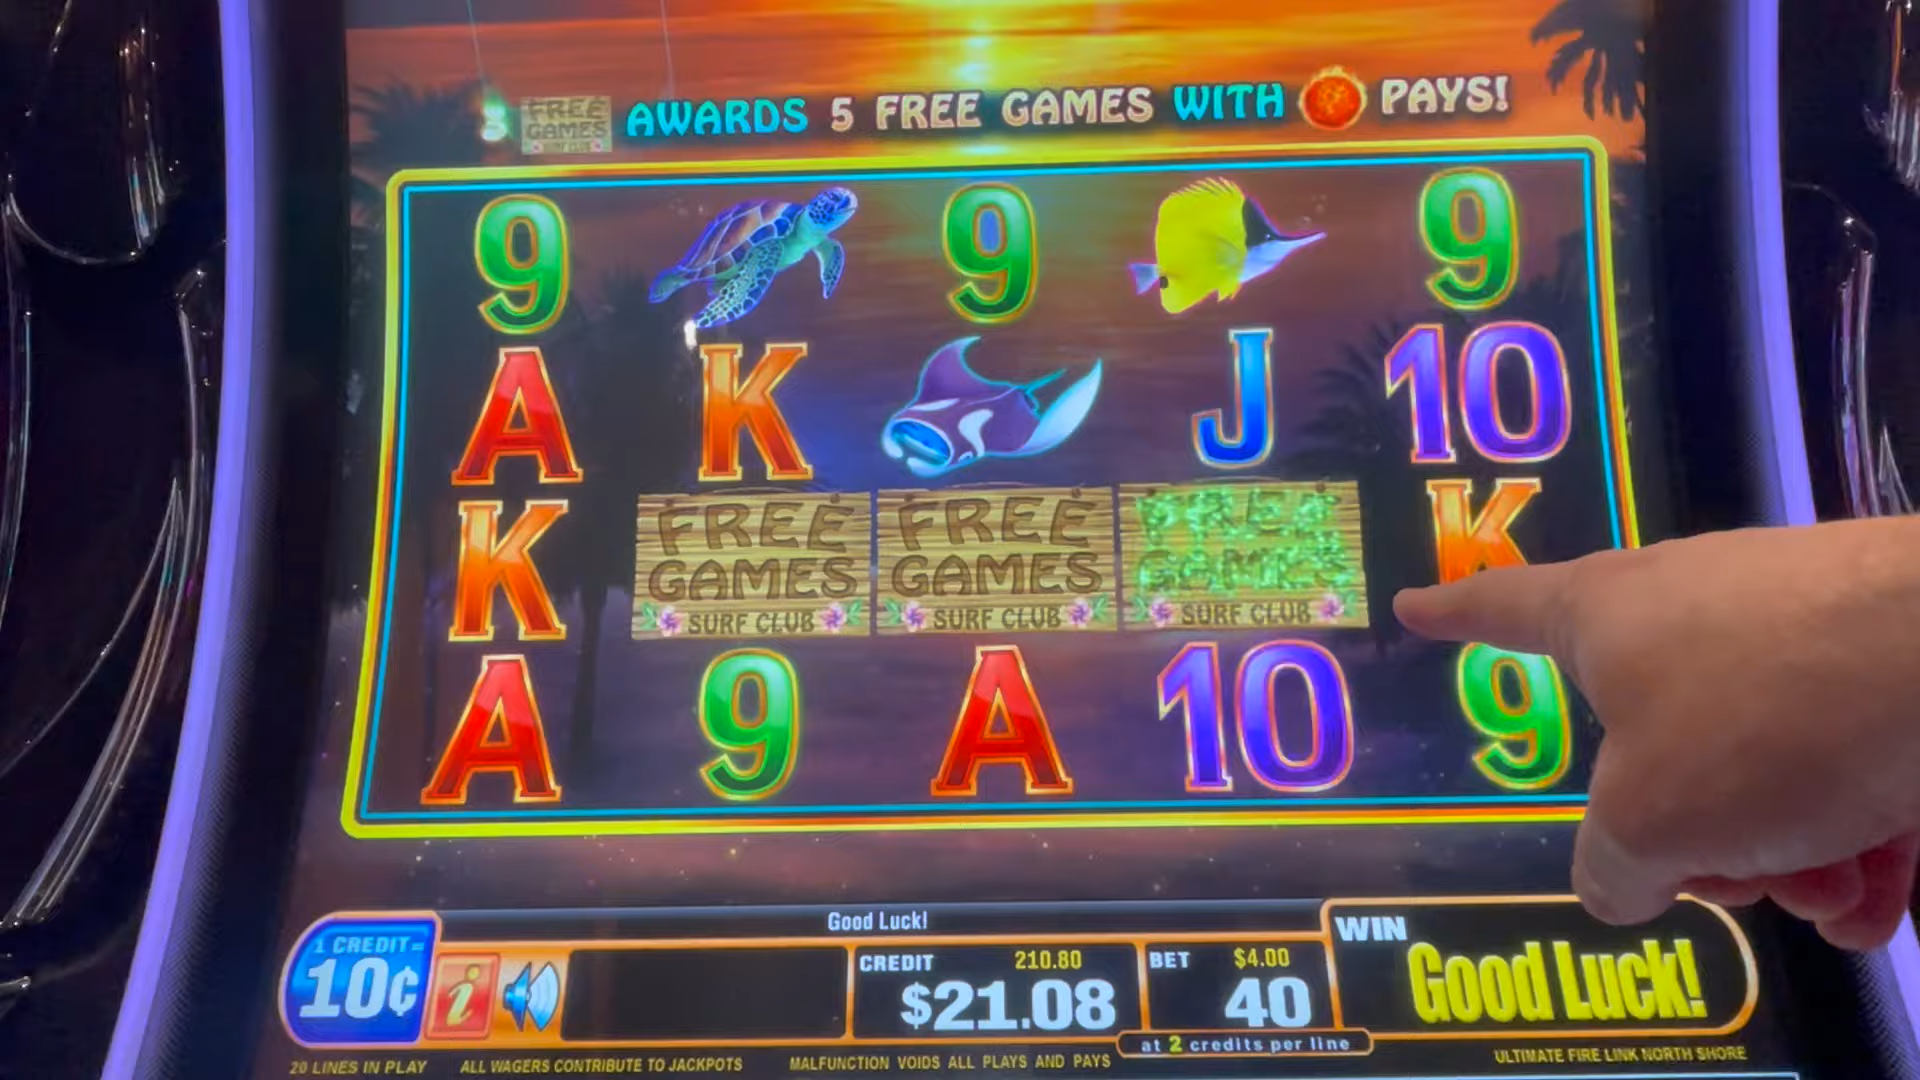 FREE GAMES SURF CLUB AWARDS 5 FREE GAMES WITH PAYS!
9 9 9
A K J 10
K FREE GAMES SURF CLUB FREE GAMES SURF CLUB FREE GAMES SURF CLUB K
A 9 A 10 9
Good Luck!
1 CREDIT=
10¢
i
CREDIT 210.80
$21.08
BET $4.00
40
at 2 credits per line
WIN
Good Luck!
20 LINES IN PLAY ALL WAGERS CONTRIBUTE TO JACKPOTS MALFUNCTION VOIDS ALL PLAYS AND PAYS ULTIMATE FIRE LINK NORTH SHORE